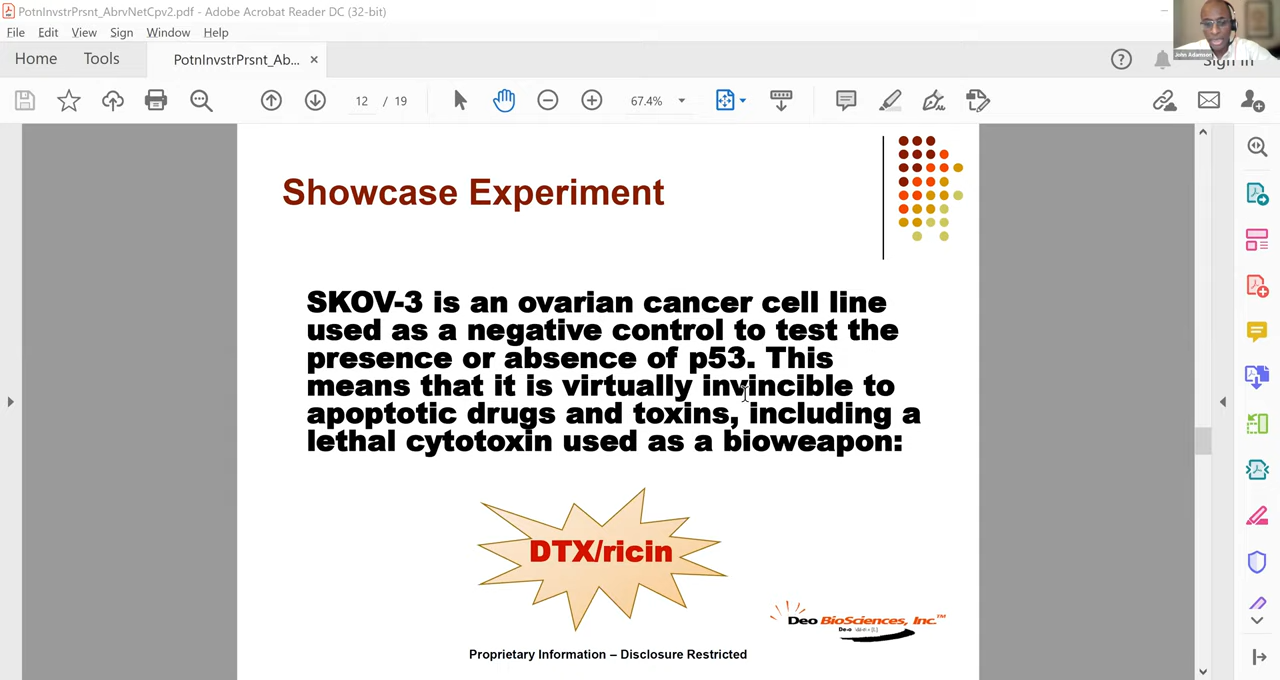 PotnInvstrPrsnt_AbrvNetCpv2.pdf - Adobe Acrobat Reader DC (32-bit)
File Edit View Sign Window Help
Home Tools PotnInvstrPrsnt_Ab... × Sign In
John Adamson
12 / 19 67.4%
Showcase Experiment
SKOV-3 is an ovarian cancer cell line
used as a negative control to test the
presence or absence of p53. This
means that it is virtually invincible to
apoptotic drugs and toxins, including a
lethal cytotoxin used as a bioweapon:
DTX/ricin
Deo BioSciences, Inc.™
Proprietary Information – Disclosure Restricted